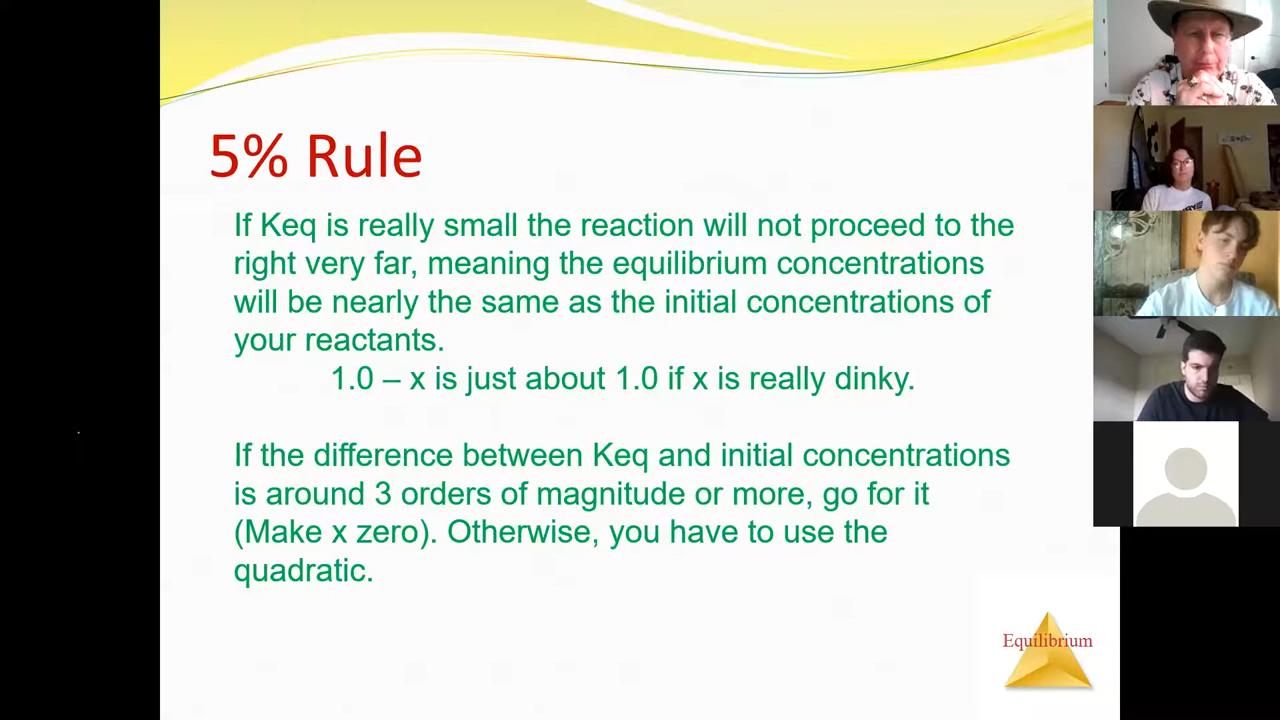 5% Rule
If Keq is really small the reaction will not proceed to the
right very far, meaning the equilibrium concentrations
will be nearly the same as the initial concentrations of
your reactants.
1.0 – x is just about 1.0 if x is really dinky.
If the difference between Keq and initial concentrations
is around 3 orders of magnitude or more, go for it
(Make x zero). Otherwise, you have to use the
quadratic.
Equilibrium